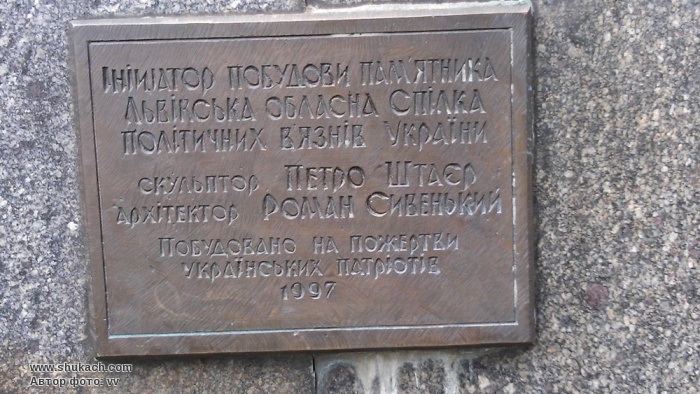 Ініціатор побудови пам'ятника
Львівська обласна Спілка
політичних в'язнів України
скульптор Петро Штаєр
архітектор Роман Сивенький
Побудовано на пожертви
українських патріотів
1997
www.shukach.com
Автор фото: vv